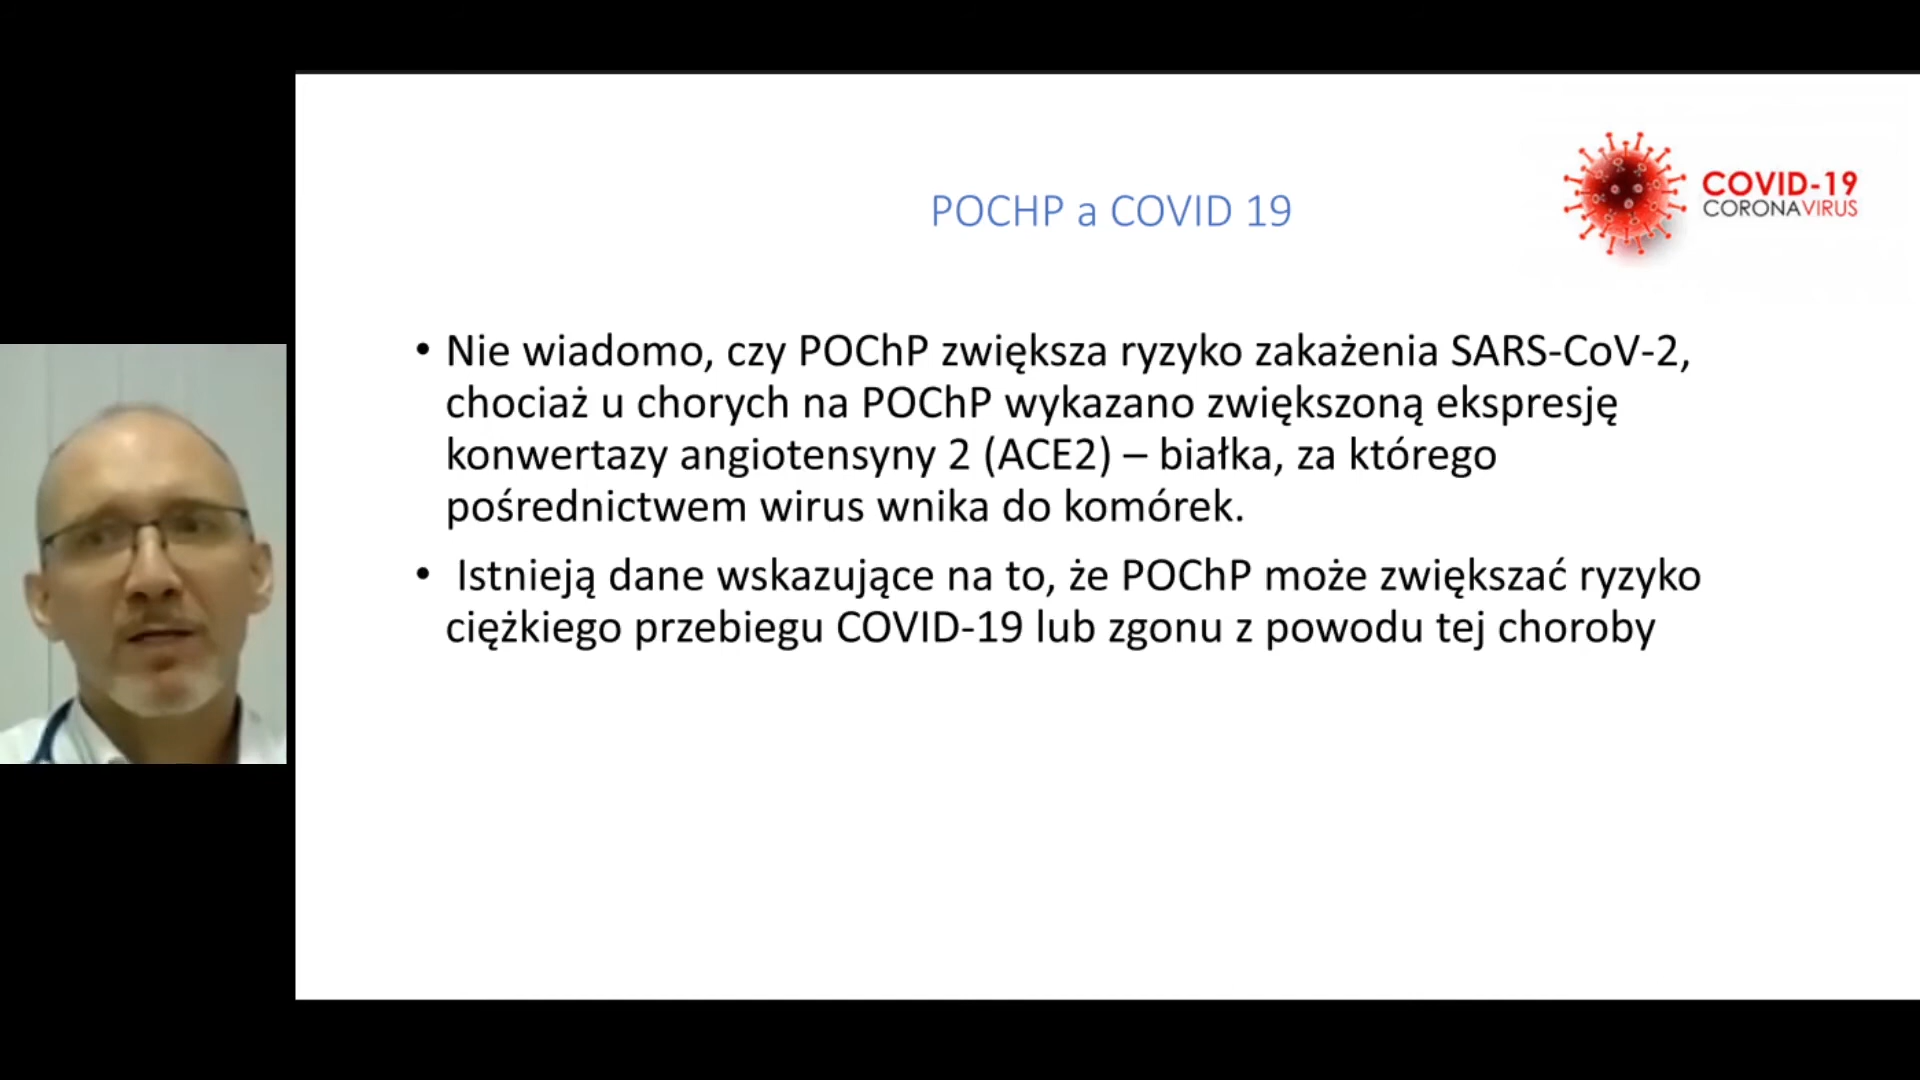 COVID-19
CORONAVIRUS
POCHP a COVID 19
• Nie wiadomo, czy POChP zwiększa ryzyko zakażenia SARS-CoV-2,
chociaż u chorych na POChP wykazano zwiększoną ekspresję
konwertazy angiotensyny 2 (ACE2) – białka, za którego
pośrednictwem wirus wnika do komórek.
• Istnieją dane wskazujące na to, że POChP może zwiększać ryzyko
ciężkiego przebiegu COVID-19 lub zgonu z powodu tej choroby